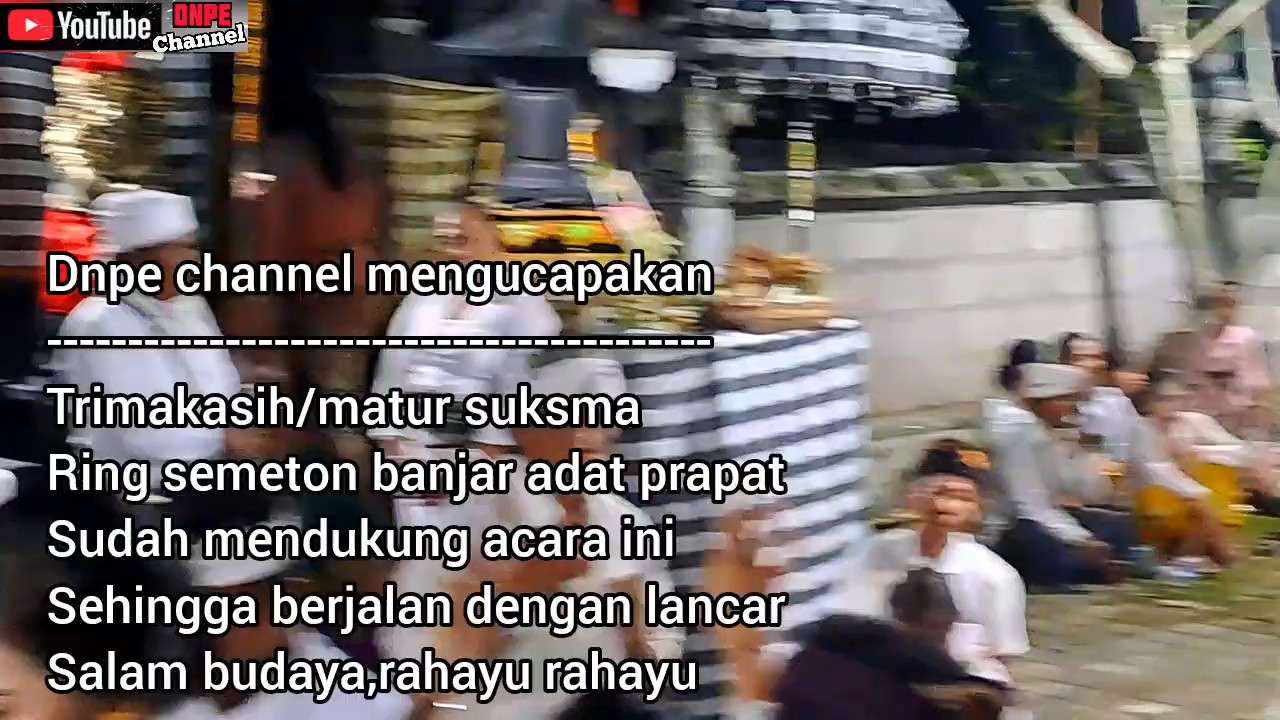 YouTube DNPE
Channel
Dnpe channel mengucapakan
------------------------------------------
Trimakasih/matur suksma
Ring semeton banjar adat prapat
Sudah mendukung acara ini
Sehingga berjalan dengan lancar
Salam budaya,rahayu rahayu